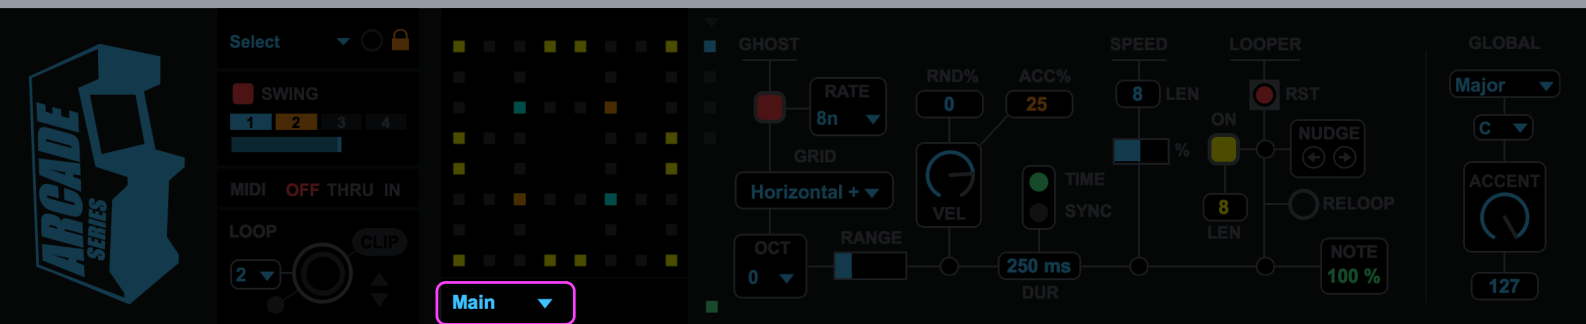 ARCADE
SERIES
Select
SWING
1 2 3 4
MIDI OFF THRU IN
LOOP
CLIP
2
Main
GHOST
RATE
8n
GRID
Horizontal +
OCT
0
RANGE
RND%
0
ACC%
25
VEL
TIME
SYNC
250 ms
DUR
SPEED
8 LEN
%
LOOPER
RST
ON
NUDGE
8
LEN
RELOOP
NOTE
100 %
GLOBAL
Major
C
ACCENT
127